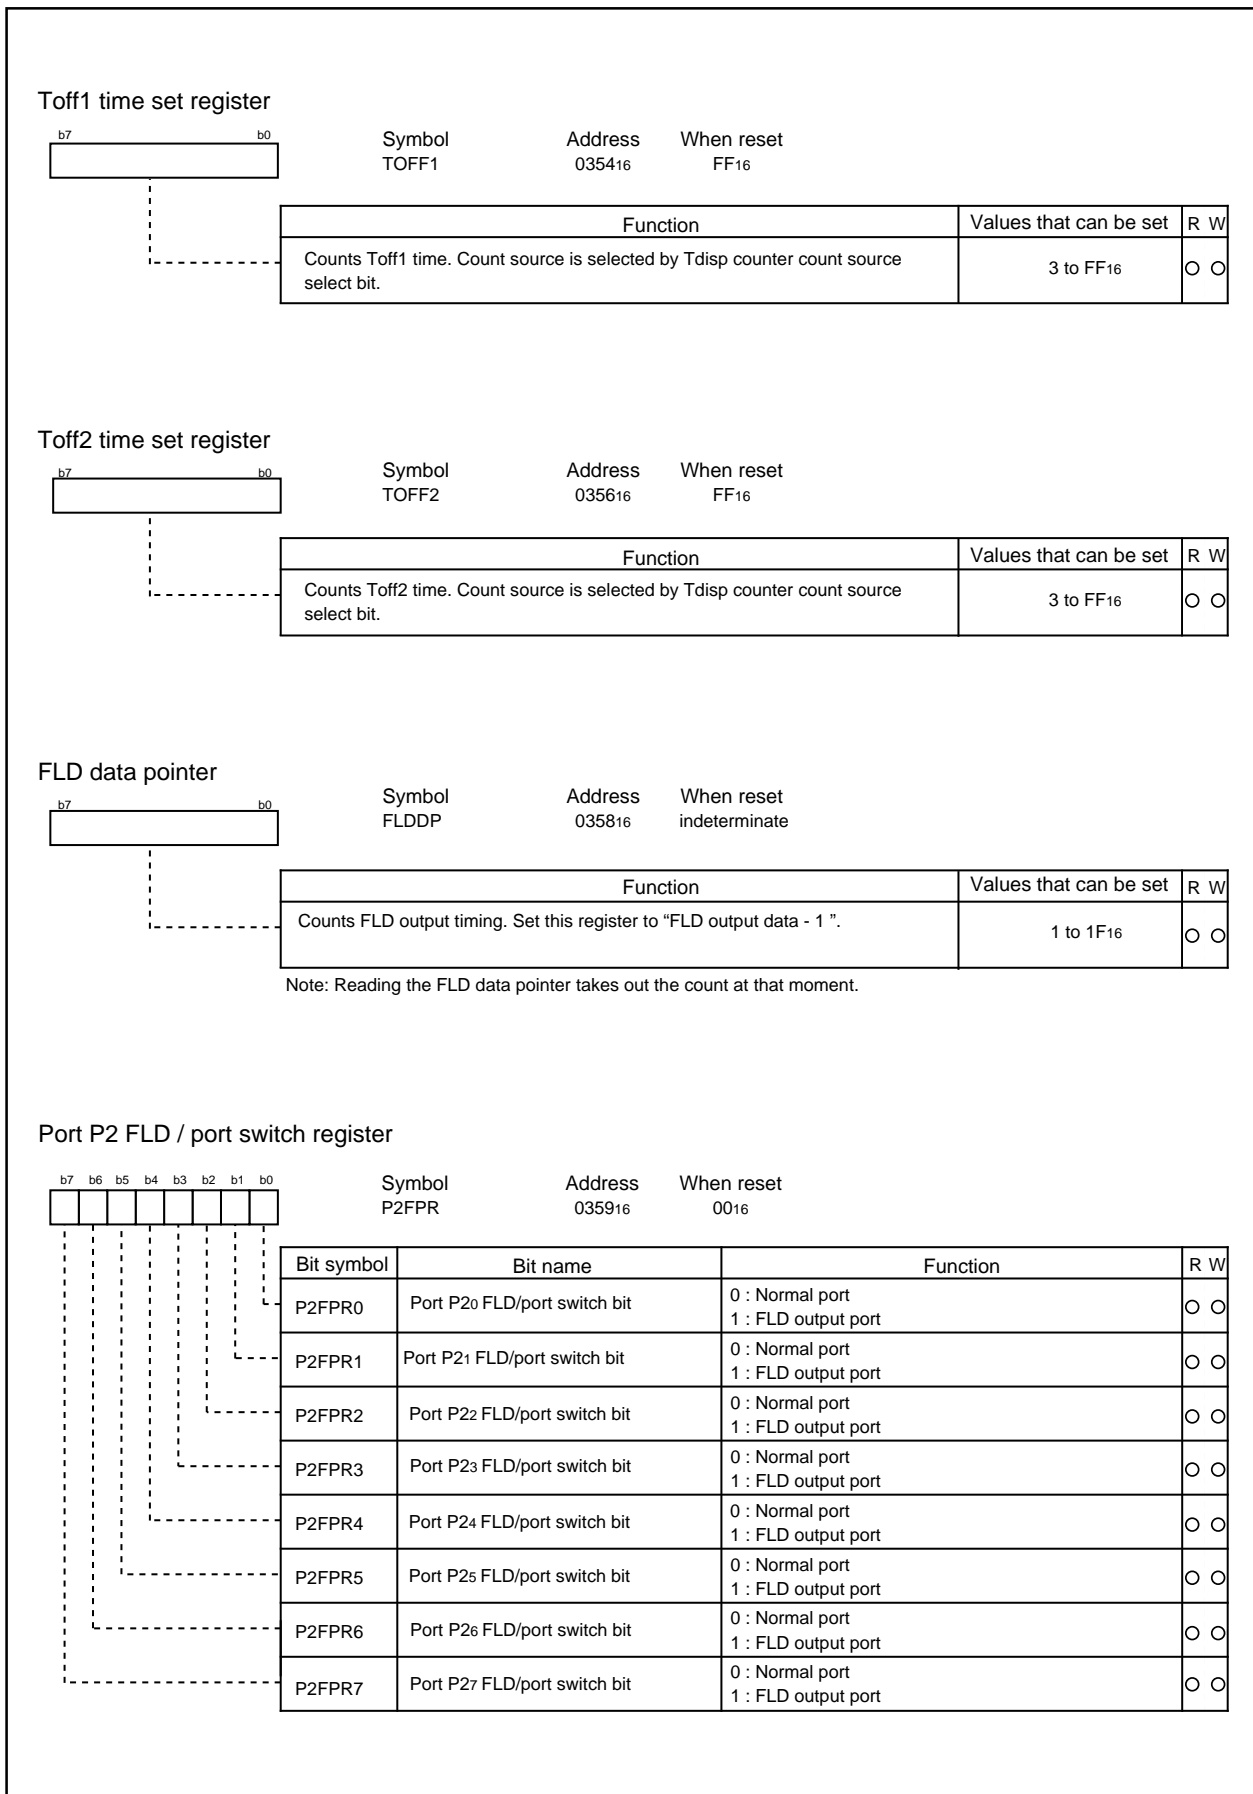 Toff1 time set register
b7 b0
Symbol Address When reset
TOFF1 035416 FF16
Function Values that can be set R W
Counts Toff1 time. Count source is selected by Tdisp counter count source
select bit.
3 to FF16
Toff2 time set register
b7 b0
Symbol Address When reset
TOFF2 035616 FF16
Function Values that can be set R W
Counts Toff2 time. Count source is selected by Tdisp counter count source
select bit.
3 to FF16
FLD data pointer
b7 b0
Symbol Address When reset
FLDDP 035816 indeterminate
Function Values that can be set R W
Counts FLD output timing. Set this register to “FLD output data - 1 ”.
1 to 1F16
Note: Reading the FLD data pointer takes out the count at that moment.
Port P2 FLD / port switch register
b7 b6 b5 b4 b3 b2 b1 b0
Symbol Address When reset
P2FPR 035916 0016
Bit symbol Bit name Function R W
P2FPR0 Port P20 FLD/port switch bit 0 : Normal port
1 : FLD output port
P2FPR1 Port P21 FLD/port switch bit 0 : Normal port
1 : FLD output port
P2FPR2 Port P22 FLD/port switch bit 0 : Normal port
1 : FLD output port
P2FPR3 Port P23 FLD/port switch bit 0 : Normal port
1 : FLD output port
P2FPR4 Port P24 FLD/port switch bit 0 : Normal port
1 : FLD output port
P2FPR5 Port P25 FLD/port switch bit 0 : Normal port
1 : FLD output port
P2FPR6 Port P26 FLD/port switch bit 0 : Normal port
1 : FLD output port
P2FPR7 Port P27 FLD/port switch bit 0 : Normal port
1 : FLD output port